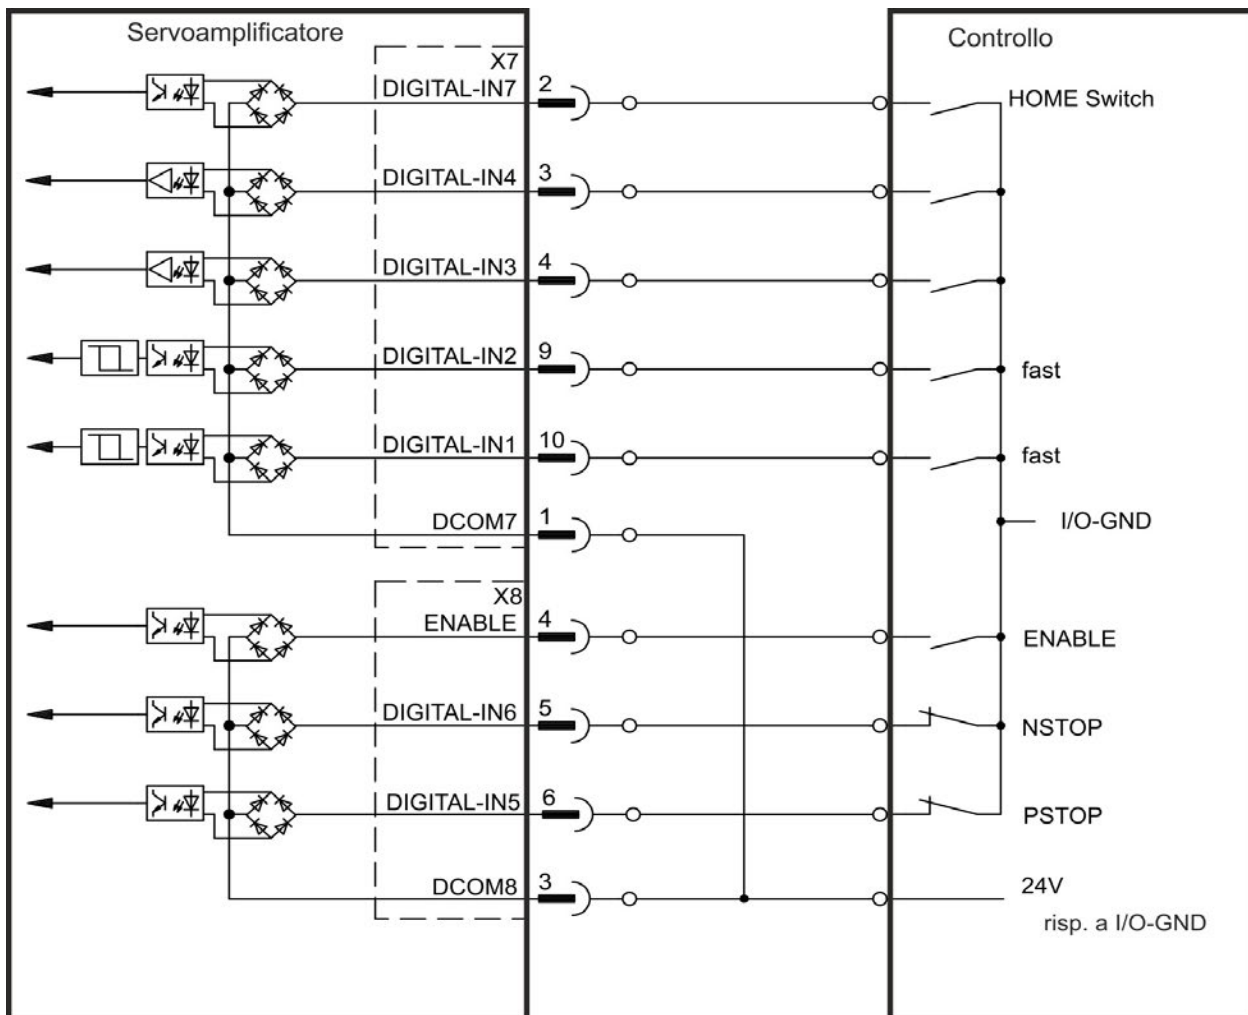 Servoamplificatore
Controllo
X7
DIGITAL-IN7 2 HOME Switch
DIGITAL-IN4 3
DIGITAL-IN3 4
DIGITAL-IN2 9 fast
DIGITAL-IN1 10 fast
DCOM7 1 I/O-GND
X8
ENABLE 4 ENABLE
DIGITAL-IN6 5 NSTOP
DIGITAL-IN5 6 PSTOP
DCOM8 3 24V
risp. a I/O-GND